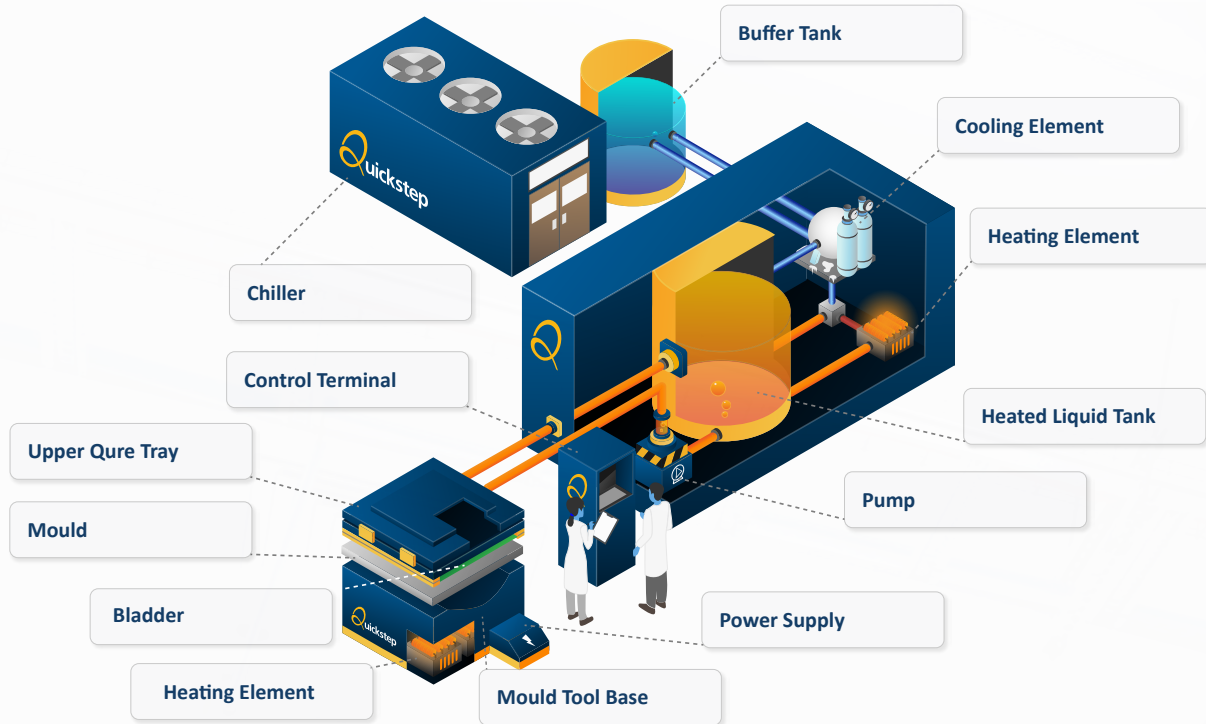 Buffer Tank
Cooling Element
Quickstep
Heating Element
Chiller
Control Terminal
Heated Liquid Tank
Upper Qure Tray
Pump
Mould
Bladder
Quickstep
Power Supply
Heating Element
Mould Tool Base